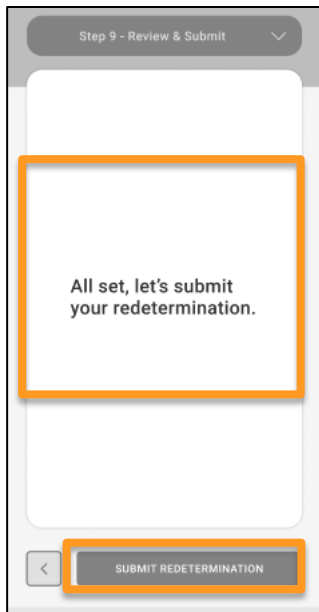 Step 9 - Review & Submit
All set, let's submit
your redetermination.
SUBMIT REDETERMINATION